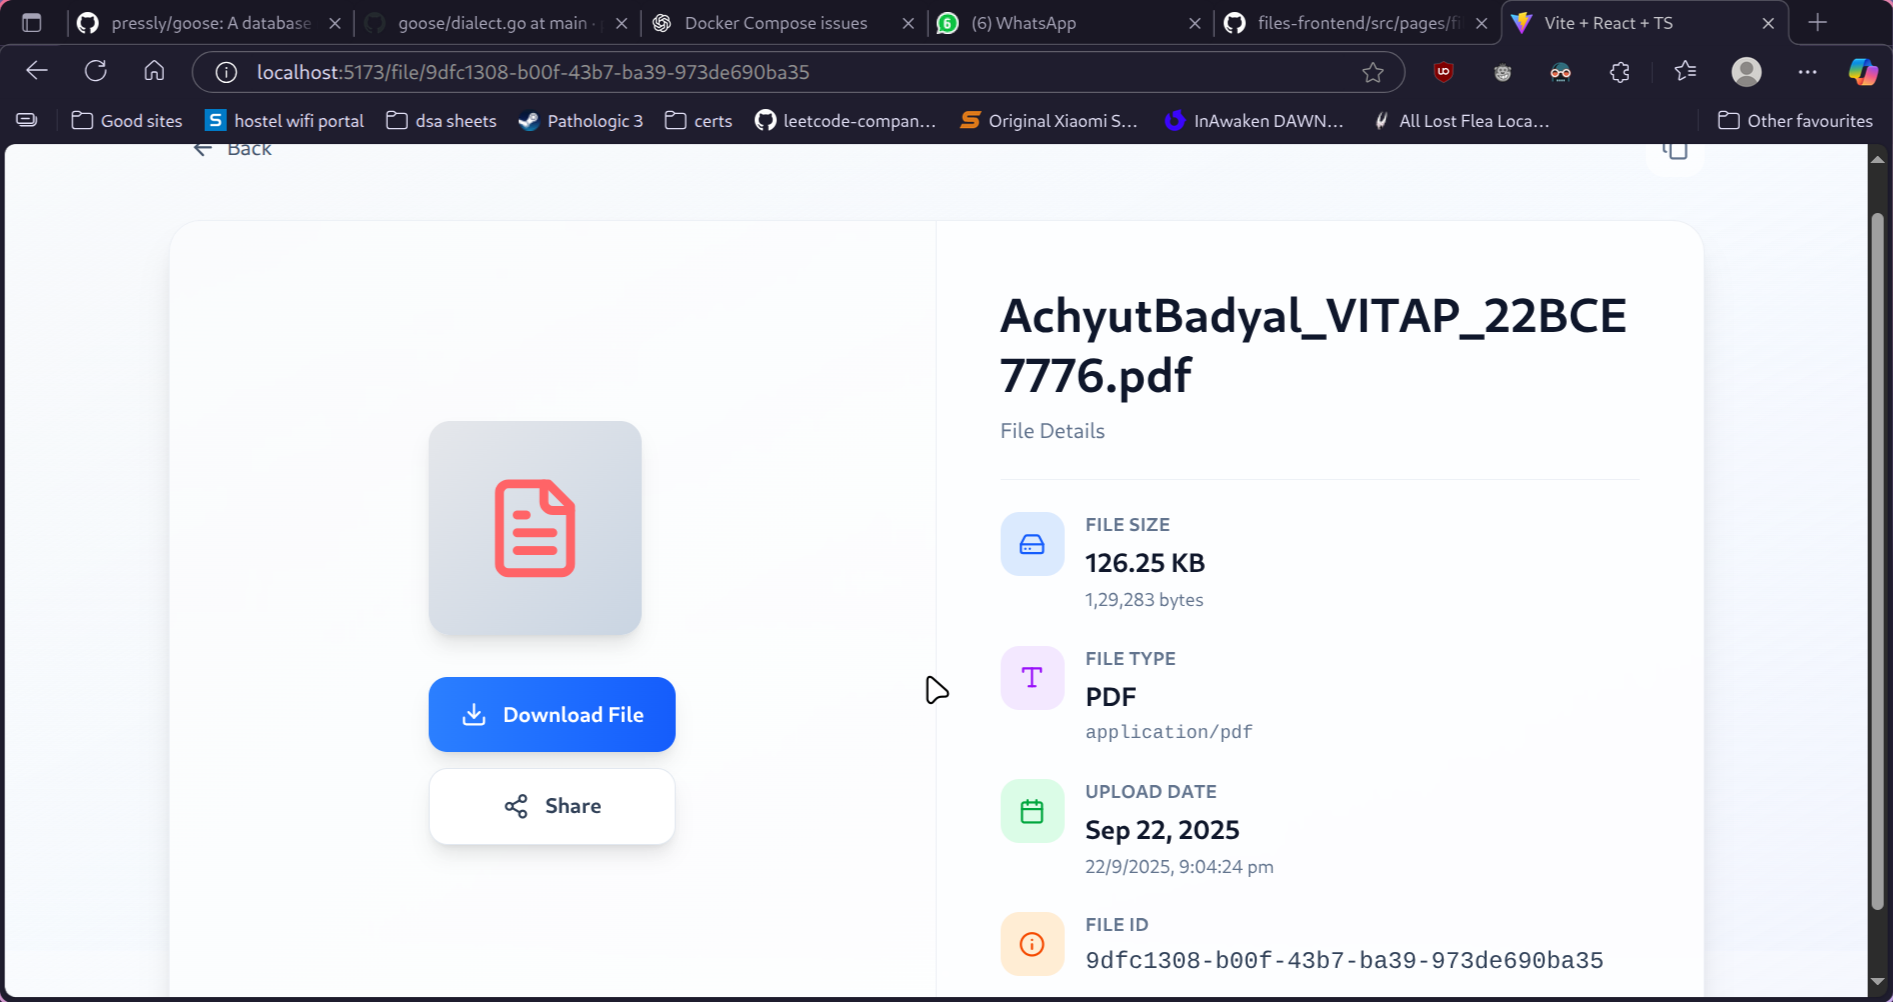 pressly/goose: A database
goose/dialect.go at main ·
Docker Compose issues
(6) WhatsApp
files-frontend/src/pages/fi
Vite + React + TS
localhost:5173/file/9dfc1308-b00f-43b7-ba39-973de690ba35
Good sites
hostel wifi portal
dsa sheets
Pathologic 3
certs
leetcode-compan...
Original Xiaomi S...
InAwaken DAWN...
All Lost Flea Loca...
Other favourites
Back
AchyutBadyal_VITAP_22BCE
7776.pdf
File Details
FILE SIZE
126.25 KB
1,29,283 bytes
FILE TYPE
PDF
application/pdf
Download File
Share
UPLOAD DATE
Sep 22, 2025
22/9/2025, 9:04:24 pm
FILE ID
9dfc1308-b00f-43b7-ba39-973de690ba35